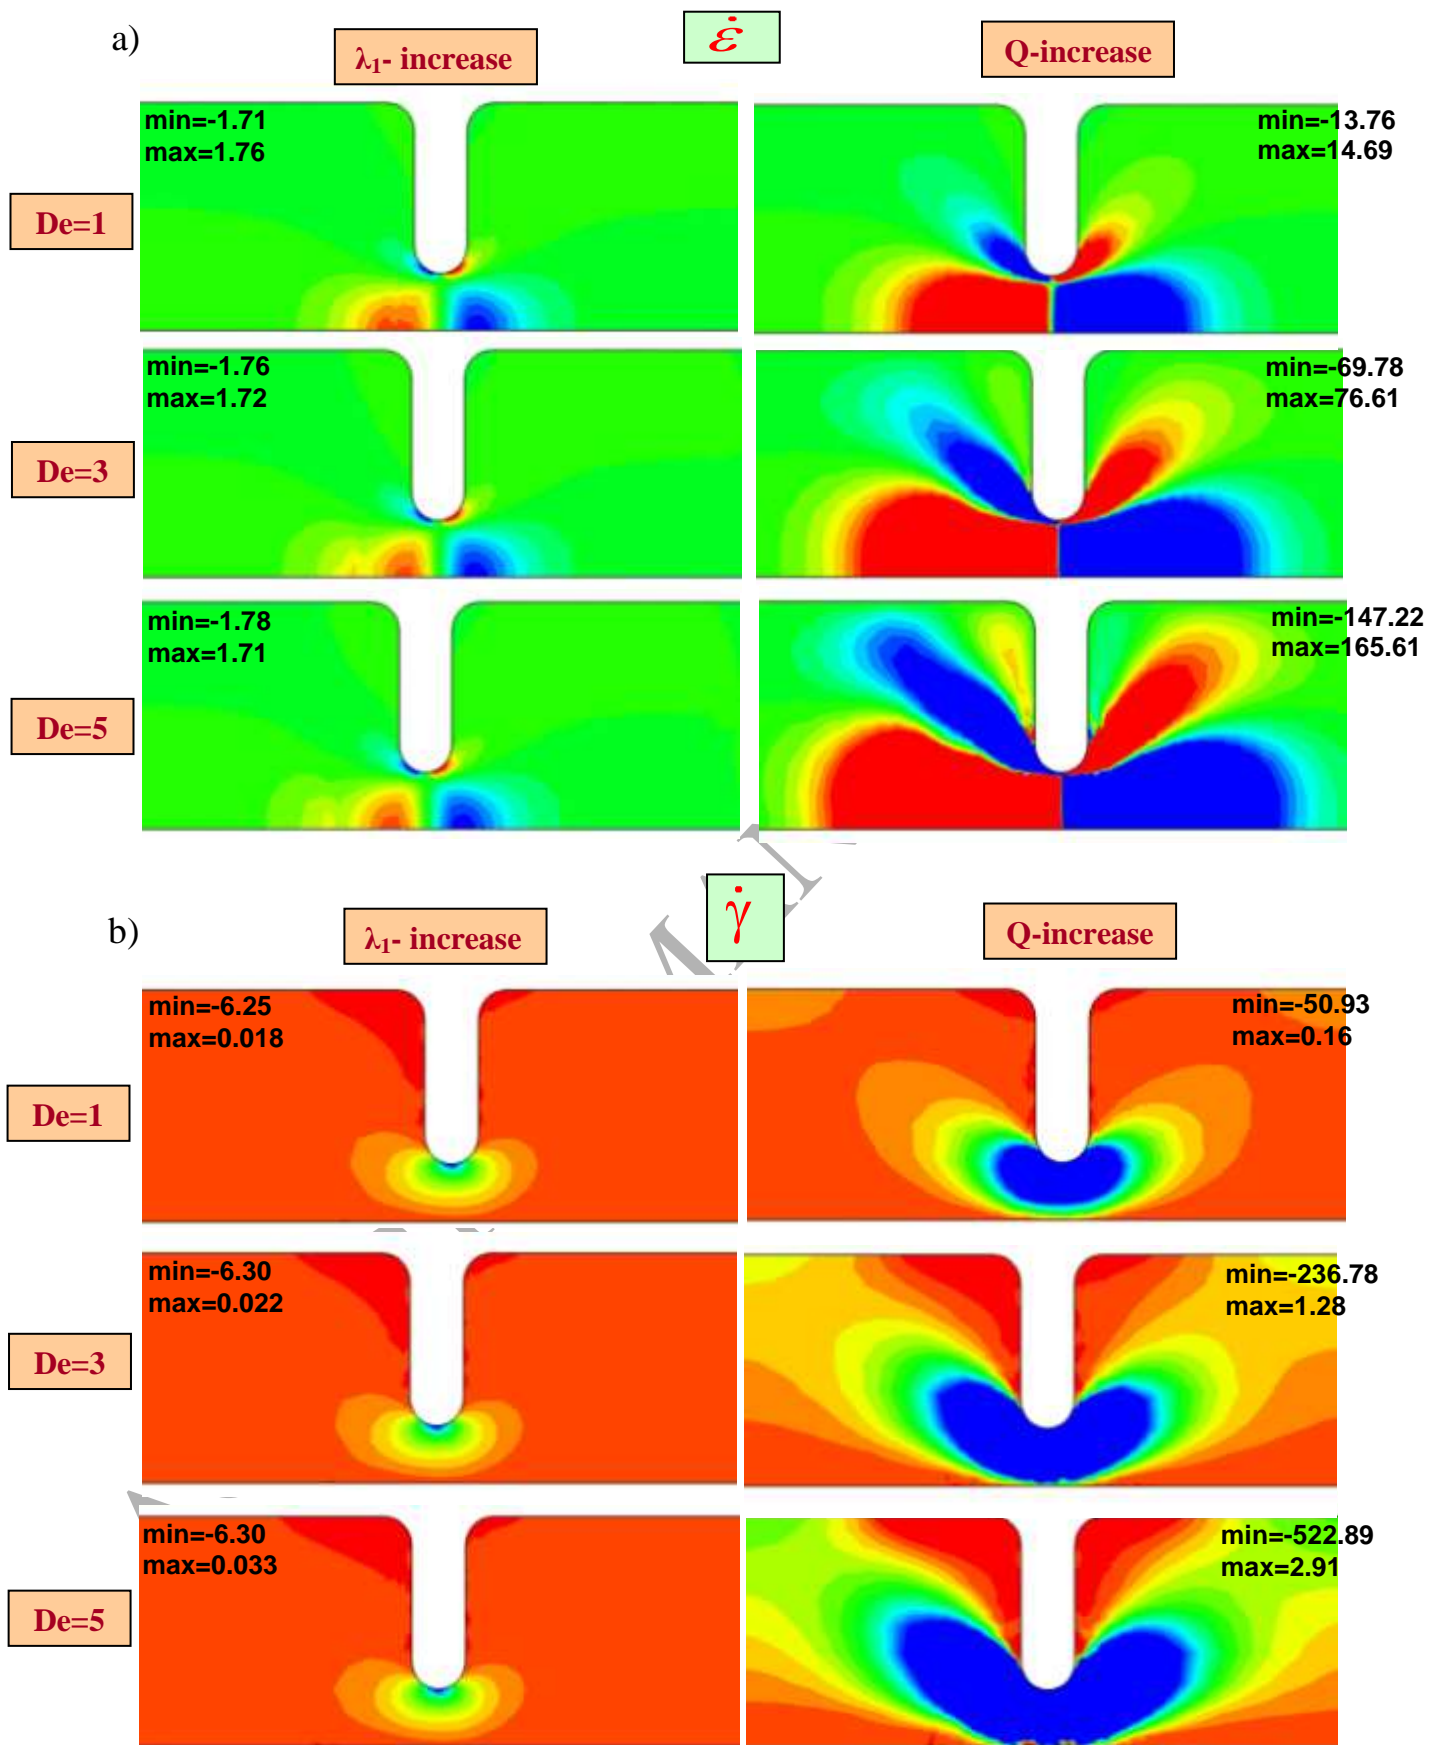 a)
ε̇
λ₁- increase
Q-increase
De=1
min=-1.71
max=1.76
min=-13.76
max=14.69
De=3
min=-1.76
max=1.72
min=-69.78
max=76.61
De=5
min=-1.78
max=1.71
min=-147.22
max=165.61
b)
γ̇
λ₁- increase
Q-increase
De=1
min=-6.25
max=0.018
min=-50.93
max=0.16
De=3
min=-6.30
max=0.022
min=-236.78
max=1.28
De=5
min=-6.30
max=0.033
min=-522.89
max=2.91